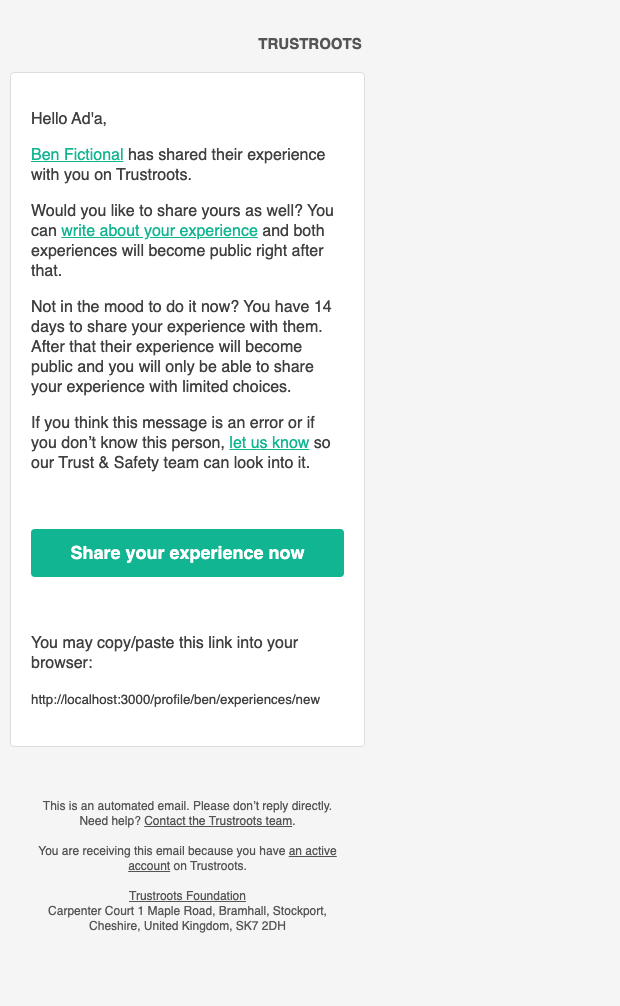 TRUSTROOTS
Hello Ad'a,
Ben Fictional has shared their experience
with you on Trustroots.
Would you like to share yours as well? You
can write about your experience and both
experiences will become public right after
that.
Not in the mood to do it now? You have 14
days to share your experience with them.
After that their experience will become
public and you will only be able to share
your experience with limited choices.
If you think this message is an error or if
you don’t know this person, let us know so
our Trust & Safety team can look into it.
Share your experience now
You may copy/paste this link into your
browser:
http://localhost:3000/profile/ben/experiences/new
This is an automated email. Please don’t reply directly.
Need help? Contact the Trustroots team.
You are receiving this email because you have an active
account on Trustroots.
Trustroots Foundation
Carpenter Court 1 Maple Road, Bramhall, Stockport,
Cheshire, United Kingdom, SK7 2DH